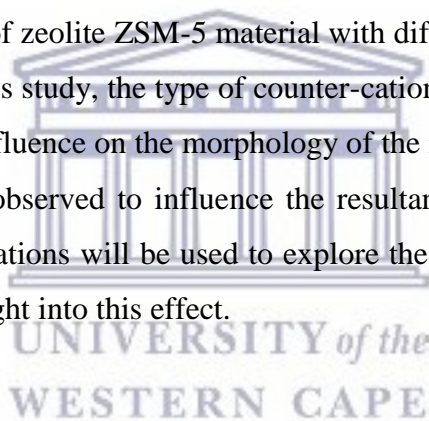 of zeolite ZSM-5 material with dif
s study, the type of counter-cation
fluence on the morphology of the
observed to influence the resultan
ations will be used to explore the
ght into this effect.
UNIVERSITY of the
WESTERN CAPE